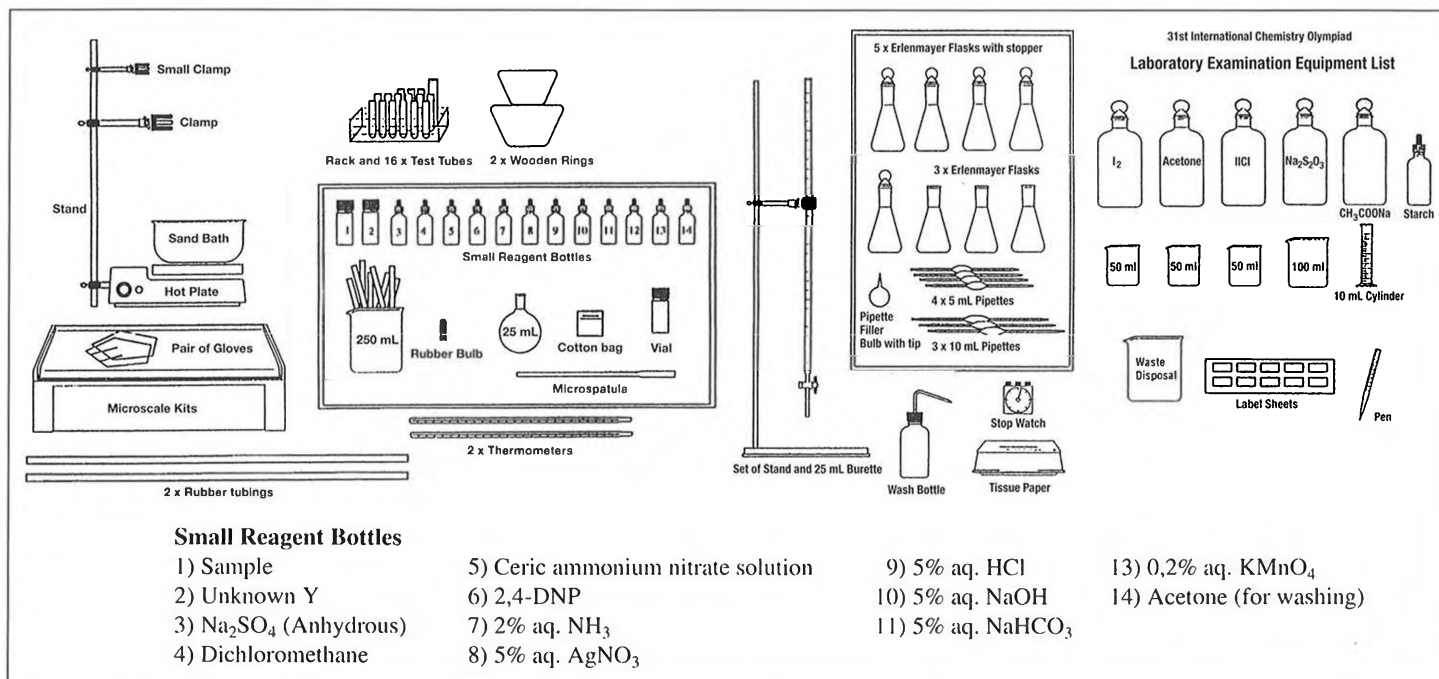 31st International Chemistry Olympiad
Laboratory Examination Equipment List
Small Clamp
Clamp
Stand
Sand Bath
Hot Plate
Pair of Gloves
Microscale Kits
2 x Rubber tubings
Rack and 16 x Test Tubes
2 x Wooden Rings
1 2 3 4 5 6 7 8 9 10 11 12 13 14
Small Reagent Bottles
250 mL
Rubber Bulb
25 mL
Cotton bag
Vial
Microspatula
2 x Thermometers
Set of Stand and 25 mL Burette
5 x Erlenmayer Flasks with stopper
3 x Erlenmayer Flasks
4 x 5 mL Pipettes
Pipette
Filler
Bulb with tip
3 x 10 mL Pipettes
Wash Bottle
Stop Watch
Tissue Paper
I₂
Acetone
IICl
Na₂S₂O₃
CH₃COONa
Starch
50 ml
50 ml
50 ml
100 ml
10 mL Cylinder
Waste
Disposal
Label Sheets
Pen
Small Reagent Bottles
1) Sample
2) Unknown Y
3) Na₂SO₄ (Anhydrous)
4) Dichloromethane
5) Ceric ammonium nitrate solution
6) 2,4-DNP
7) 2% aq. NH₃
8) 5% aq. AgNO₃
9) 5% aq. HCl
10) 5% aq. NaOH
11) 5% aq. NaHCO₃
13) 0,2% aq. KMnO₄
14) Acetone (for washing)